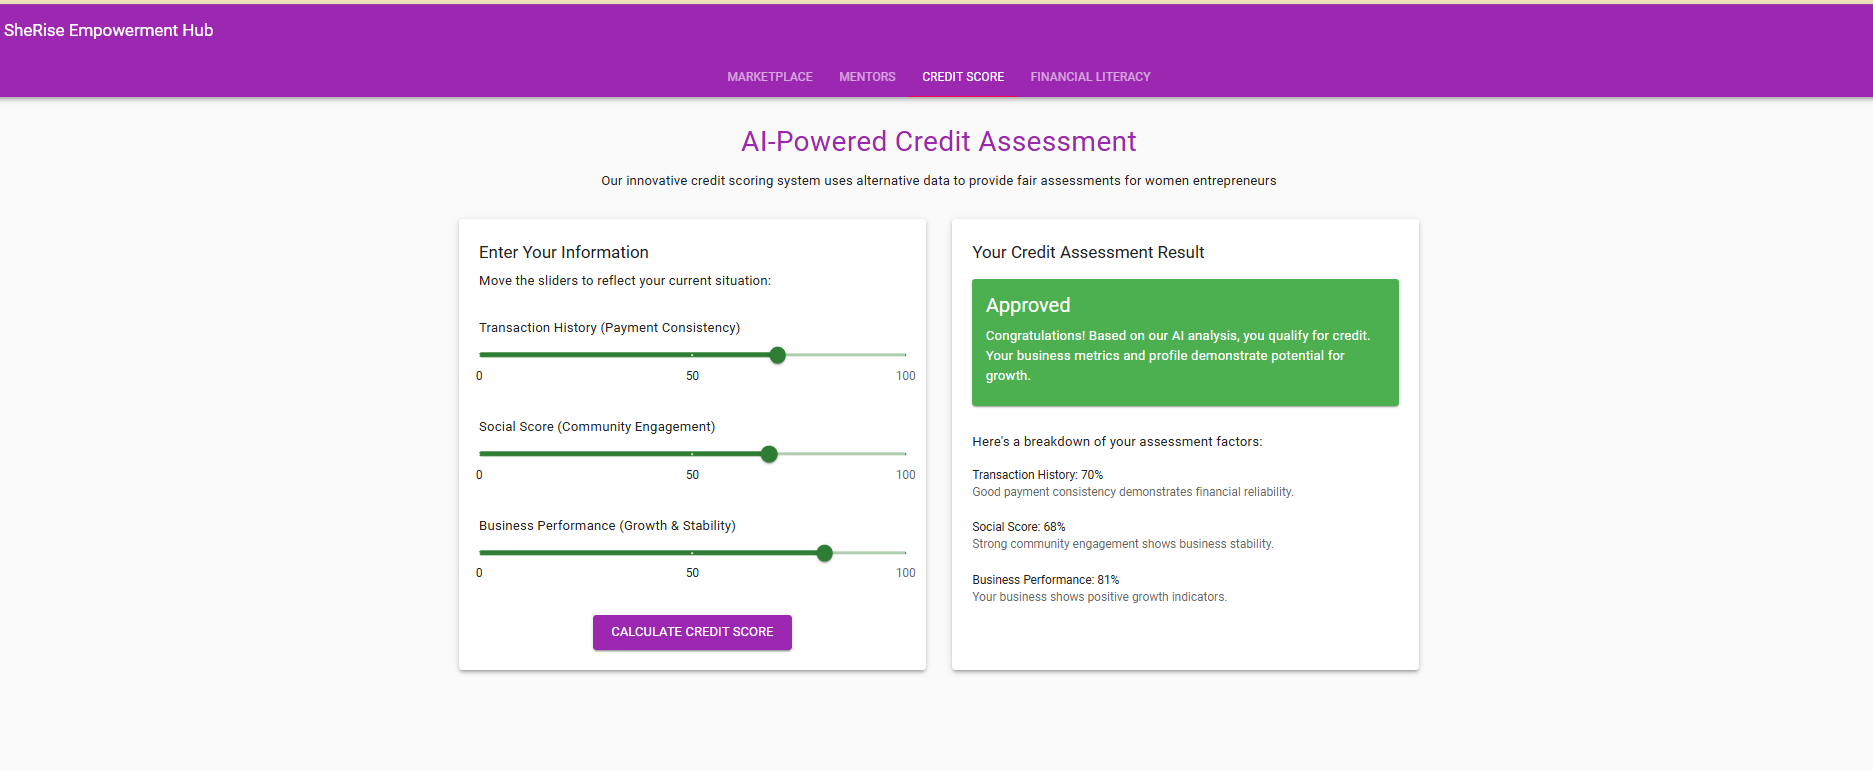 SheRise Empowerment Hub
MARKETPLACE MENTORS CREDIT SCORE FINANCIAL LITERACY
AI-Powered Credit Assessment
Our innovative credit scoring system uses alternative data to provide fair assessments for women entrepreneurs
Enter Your Information
Move the sliders to reflect your current situation:
Transaction History (Payment Consistency)
0 50 100
Social Score (Community Engagement)
0 50 100
Business Performance (Growth & Stability)
0 50 100
CALCULATE CREDIT SCORE
Your Credit Assessment Result
Approved
Congratulations! Based on our AI analysis, you qualify for credit.
Your business metrics and profile demonstrate potential for
growth.
Here's a breakdown of your assessment factors:
Transaction History: 70%
Good payment consistency demonstrates financial reliability.
Social Score: 68%
Strong community engagement shows business stability.
Business Performance: 81%
Your business shows positive growth indicators.